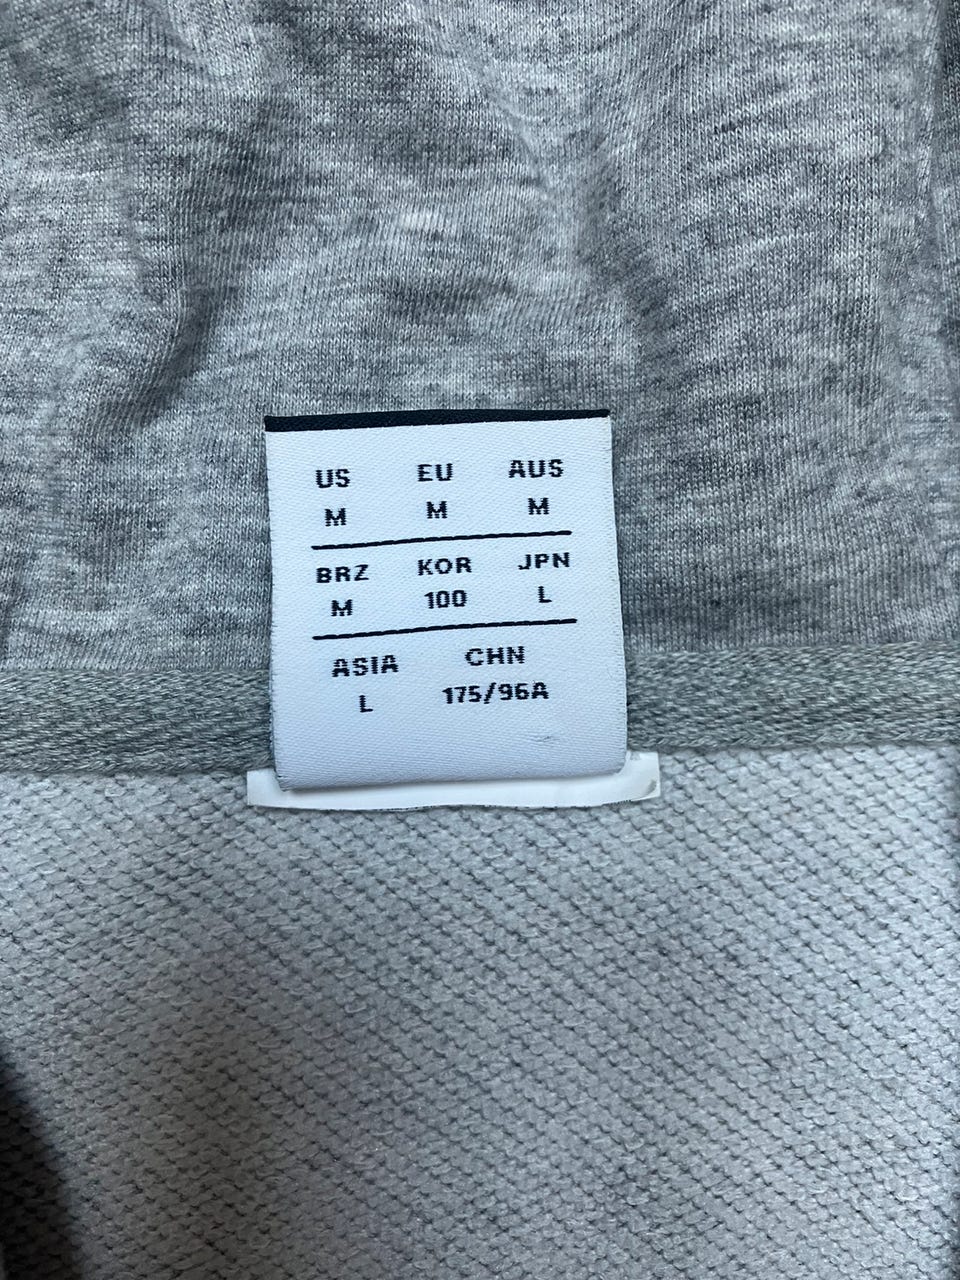 US EU AUS
M M M
BRZ KOR JPN
M 100 L
ASIA CHN
L 175/96A